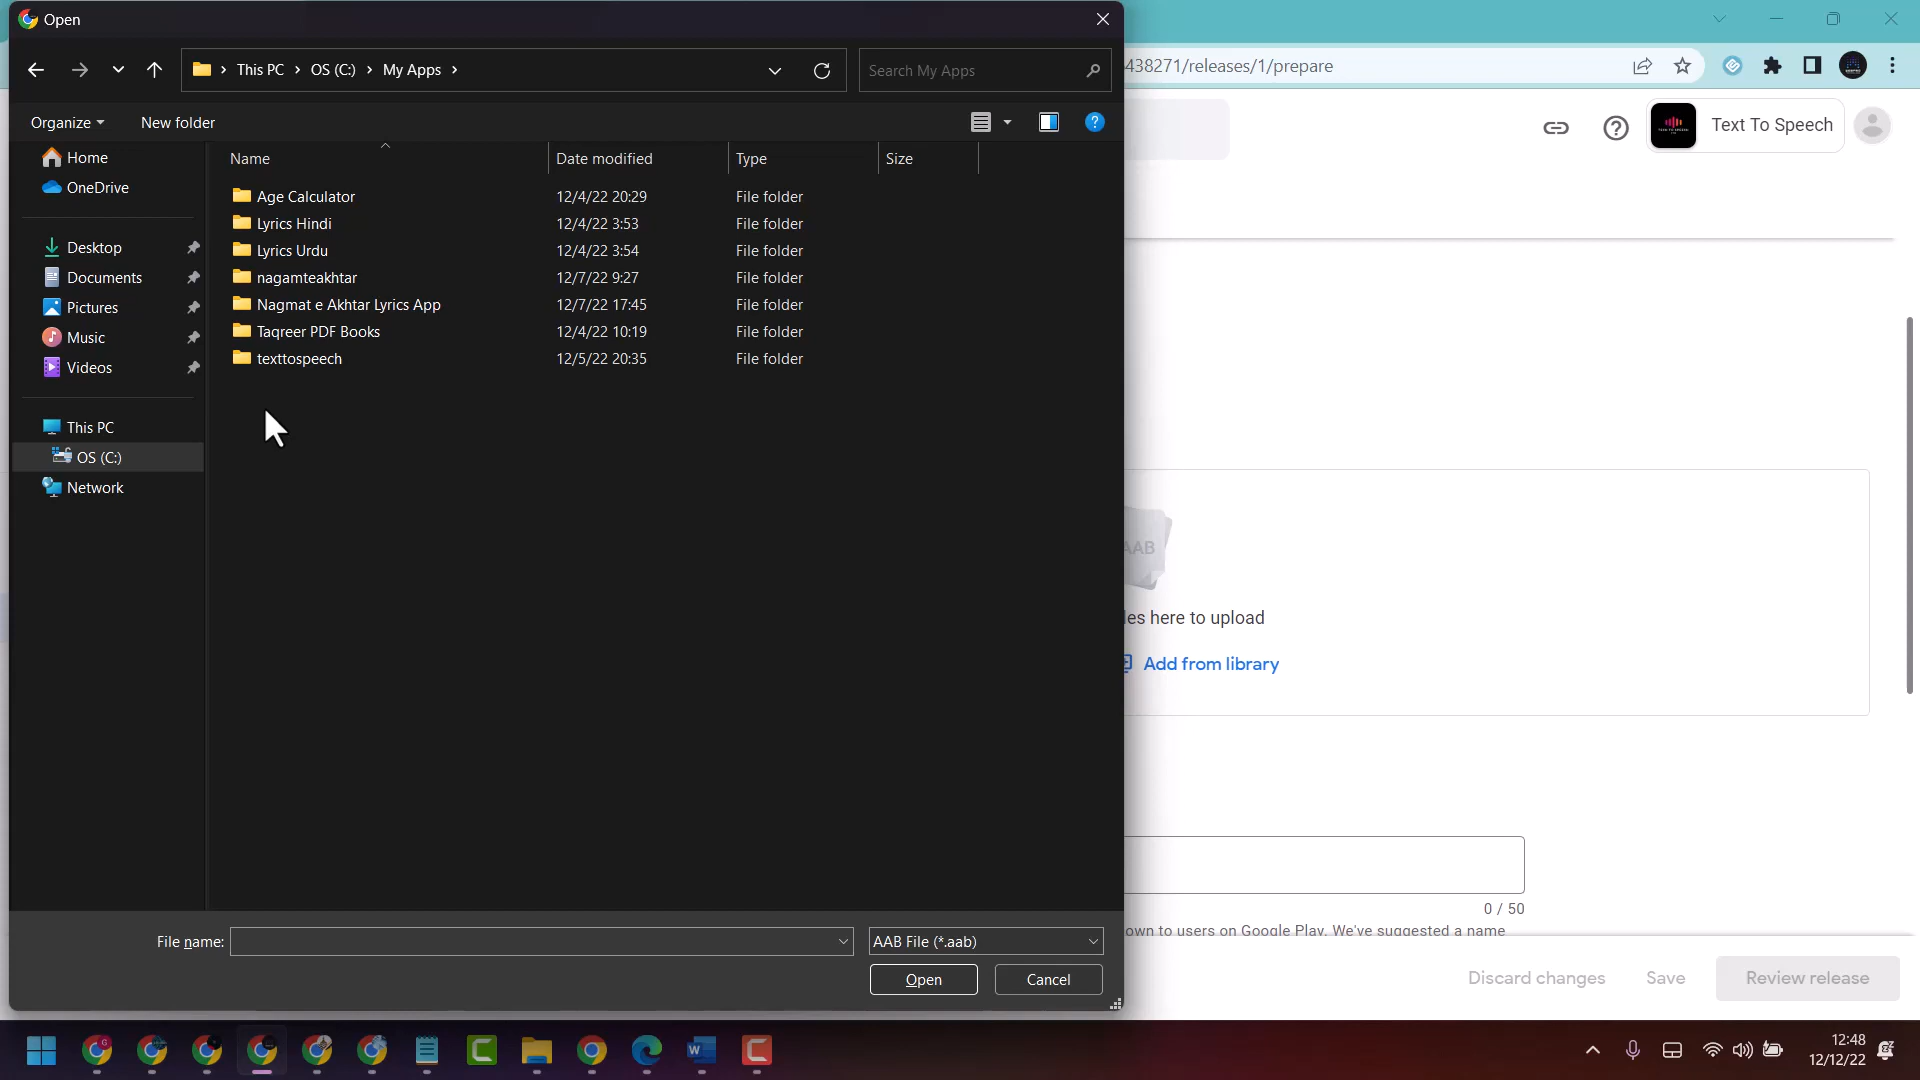 Open
438271/releases/1/prepare
This PC > OS (C:) > My Apps >
Search My Apps
Organize
New folder
Text To Speech
Name
Date modified
Type
Size
Home
OneDrive
Desktop
Documents
Pictures
Music
Videos
This PC
OS (C:)
Network
Age Calculator 12/4/22 20:29 File folder
Lyrics Hindi 12/4/22 3:53 File folder
Lyrics Urdu 12/4/22 3:54 File folder
nagamteakhtar 12/7/22 9:27 File folder
Nagmat e Akhtar Lyrics App 12/7/22 17:45 File folder
Taqreer PDF Books 12/4/22 10:19 File folder
texttospeech 12/5/22 20:35 File folder
AAB
les here to upload
Add from library
0 / 50
own to users on Google Play. We've suggested a name
File name:
AAB File (*.aab)
Open
Cancel
Discard changes
Save
Review release
12:48
12/12/22